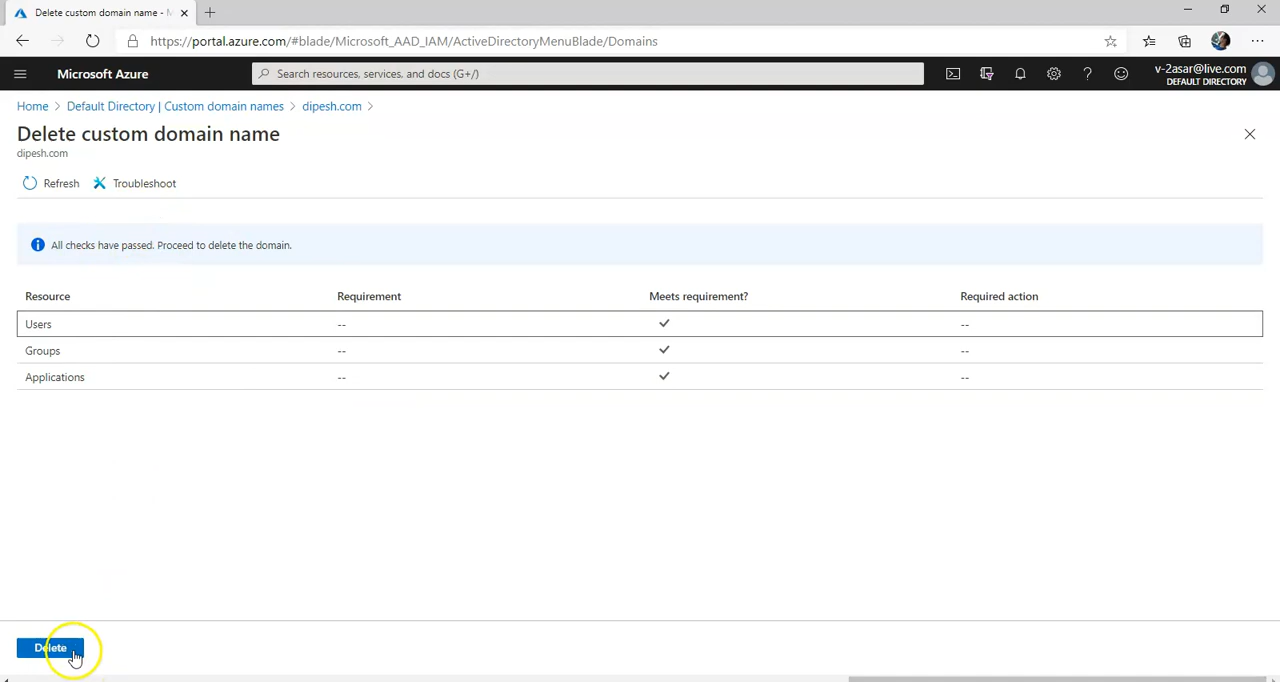 Delete custom domain name - M
https://portal.azure.com/#blade/Microsoft_AAD_IAM/ActiveDirectoryMenuBlade/Domains
Microsoft Azure
Search resources, services, and docs (G+/)
v-2asar@live.com
DEFAULT DIRECTORY
Home > Default Directory | Custom domain names > dipesh.com >
Delete custom domain name
dipesh.com
Refresh Troubleshoot
All checks have passed. Proceed to delete the domain.
Resource Requirement Meets requirement? Required action
Users -- --
Groups -- --
Applications -- --
Delete